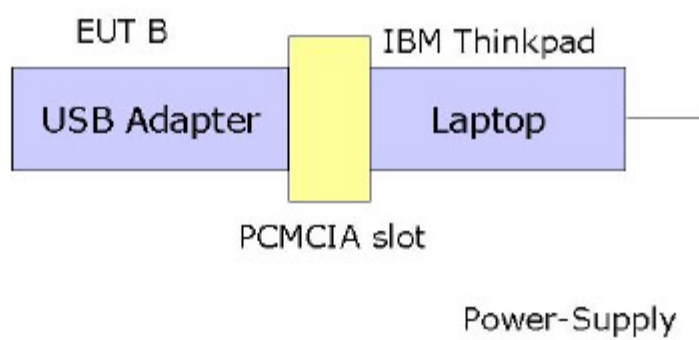 EUT B
IBM Thinkpad
USB Adapter
Laptop
PCMCIA slot
Power-Supply